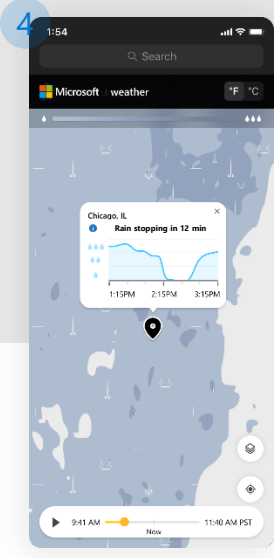 4
1:54
Search
Microsoft weather
°F °C
Chicago, IL
Rain stopping in 12 min
1:15PM 2:15PM 3:15PM
9:41 AM 11:40 AM PST
Now